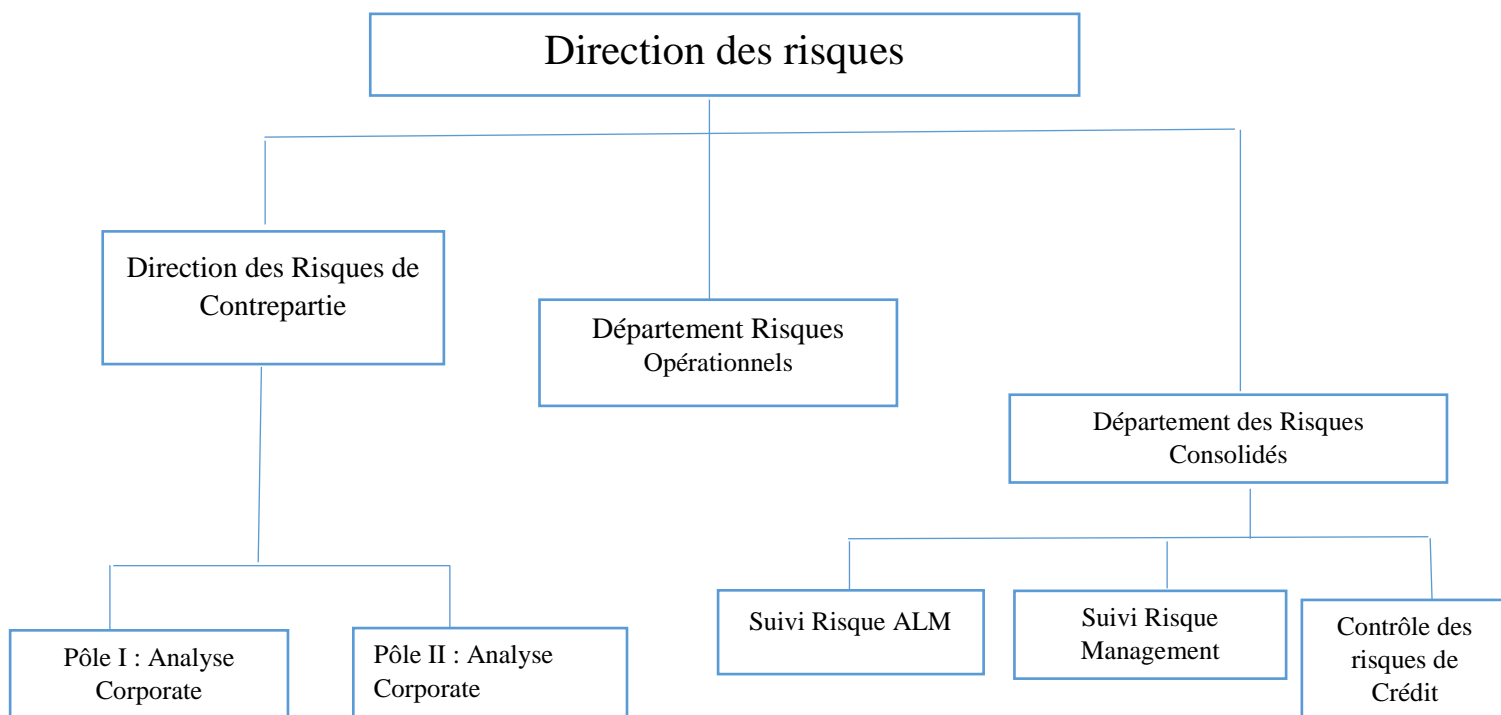 Direction des risques
Direction des Risques de
Contrepartie
Département Risques
Opérationnels
Département des Risques
Consolidés
Suivi Risque ALM
Suivi Risque
Management
Contrôle des
risques de
Crédit
Pôle I : Analyse
Corporate
Pôle II : Analyse
Corporate